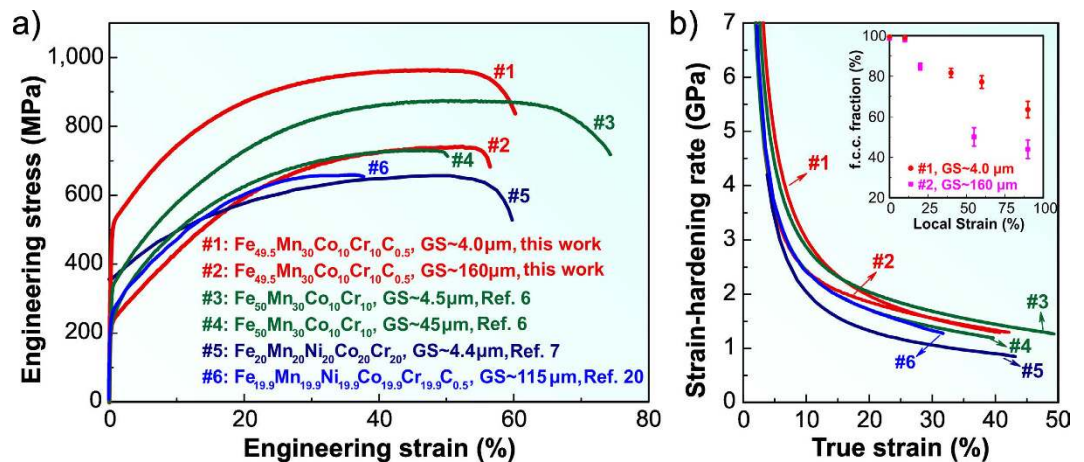 a)
1,000
800
600
400
200
0
0
20
40
60
80
Engineering stress (MPa)
Engineering strain (%)
#1
#3
#2
#4
#6
#5
#1: Fe49.5Mn30Co10Cr10C0.5, GS~4.0μm, this work
#2: Fe49.5Mn30Co10Cr10C0.5, GS~160μm, this work
#3: Fe50Mn30Co10Cr10, GS~4.5μm, Ref. 6
#4: Fe50Mn30Co10Cr10, GS~45μm, Ref. 6
#5: Fe20Mn20Ni20Co20Cr20, GS~4.4μm, Ref. 7
#6: Fe19.9Mn19.9Ni19.9Co19.9Cr19.9C0.5, GS~115μm, Ref. 20
b)
7
6
5
4
3
2
1
0
0
10
20
30
40
50
Strain-hardening rate (GPa)
True strain (%)
#1
#2
#3
#4
#6
#5
100
80
60
40
20
0
25
50
75
100
f.c.c. fraction (%)
#1, GS~4.0 μm
#2, GS~160 μm
Local Strain (%)